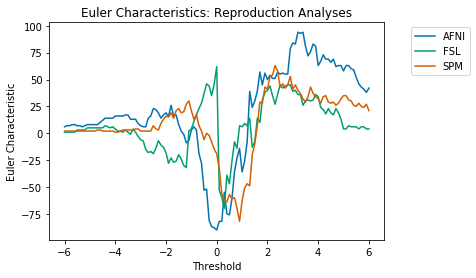 Euler Characteristics: Reproduction Analyses
AFNI
FSL
SPM
Euler Characteristic
100
75
50
25
0
−25
−50
−75
−6
−4
−2
0
2
4
6
Threshold